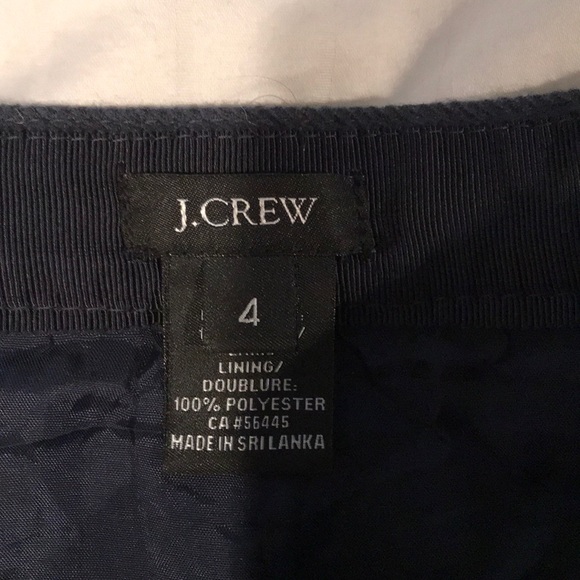 J.CREW
4
LINING/
DOUBLURE:
100% POLYESTER
CA #56445
MADE IN SRI LANKA